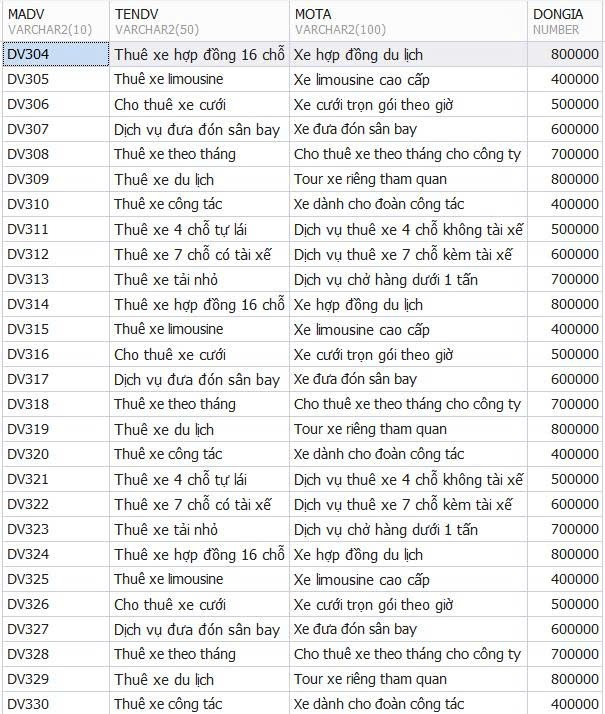 MADV TENDV MOTA DONGIA
VARCHAR2(10) VARCHAR2(50) VARCHAR2(100) NUMBER
DV304 Thuê xe hợp đồng 16 chỗ Xe hợp đồng du lịch 800000
DV305 Thuê xe limousine Xe limousine cao cấp 400000
DV306 Cho thuê xe cưới Xe cưới trọn gói theo giờ 500000
DV307 Dịch vụ đưa đón sân bay Xe đưa đón sân bay 600000
DV308 Thuê xe theo tháng Cho thuê xe theo tháng cho công ty 700000
DV309 Thuê xe du lịch Tour xe riêng tham quan 800000
DV310 Thuê xe công tác Xe dành cho đoàn công tác 400000
DV311 Thuê xe 4 chỗ tự lái Dịch vụ thuê xe 4 chỗ không tài xế 500000
DV312 Thuê xe 7 chỗ có tài xế Dịch vụ thuê xe 7 chỗ kèm tài xế 600000
DV313 Thuê xe tải nhỏ Dịch vụ chở hàng dưới 1 tấn 700000
DV314 Thuê xe hợp đồng 16 chỗ Xe hợp đồng du lịch 800000
DV315 Thuê xe limousine Xe limousine cao cấp 400000
DV316 Cho thuê xe cưới Xe cưới trọn gói theo giờ 500000
DV317 Dịch vụ đưa đón sân bay Xe đưa đón sân bay 600000
DV318 Thuê xe theo tháng Cho thuê xe theo tháng cho công ty 700000
DV319 Thuê xe du lịch Tour xe riêng tham quan 800000
DV320 Thuê xe công tác Xe dành cho đoàn công tác 400000
DV321 Thuê xe 4 chỗ tự lái Dịch vụ thuê xe 4 chỗ không tài xế 500000
DV322 Thuê xe 7 chỗ có tài xế Dịch vụ thuê xe 7 chỗ kèm tài xế 600000
DV323 Thuê xe tải nhỏ Dịch vụ chở hàng dưới 1 tấn 700000
DV324 Thuê xe hợp đồng 16 chỗ Xe hợp đồng du lịch 800000
DV325 Thuê xe limousine Xe limousine cao cấp 400000
DV326 Cho thuê xe cưới Xe cưới trọn gói theo giờ 500000
DV327 Dịch vụ đưa đón sân bay Xe đưa đón sân bay 600000
DV328 Thuê xe theo tháng Cho thuê xe theo tháng cho công ty 700000
DV329 Thuê xe du lịch Tour xe riêng tham quan 800000
DV330 Thuê xe công tác Xe dành cho đoàn công tác 400000